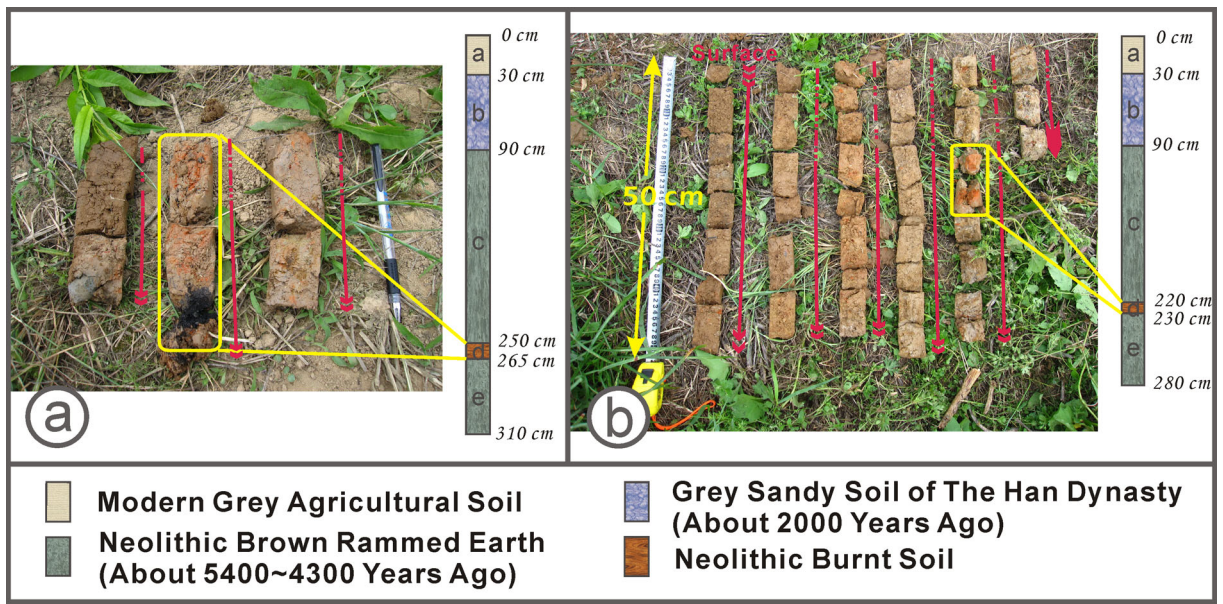 a
b
c
d
e
0 cm
30 cm
90 cm
250 cm
265 cm
310 cm
a
Surface
50 cm
a
b
c
e
0 cm
30 cm
90 cm
220 cm
230 cm
280 cm
b
Modern Grey Agricultural Soil
Neolithic Brown Rammed Earth
(About 5400~4300 Years Ago)
Grey Sandy Soil of The Han Dynasty
(About 2000 Years Ago)
Neolithic Burnt Soil